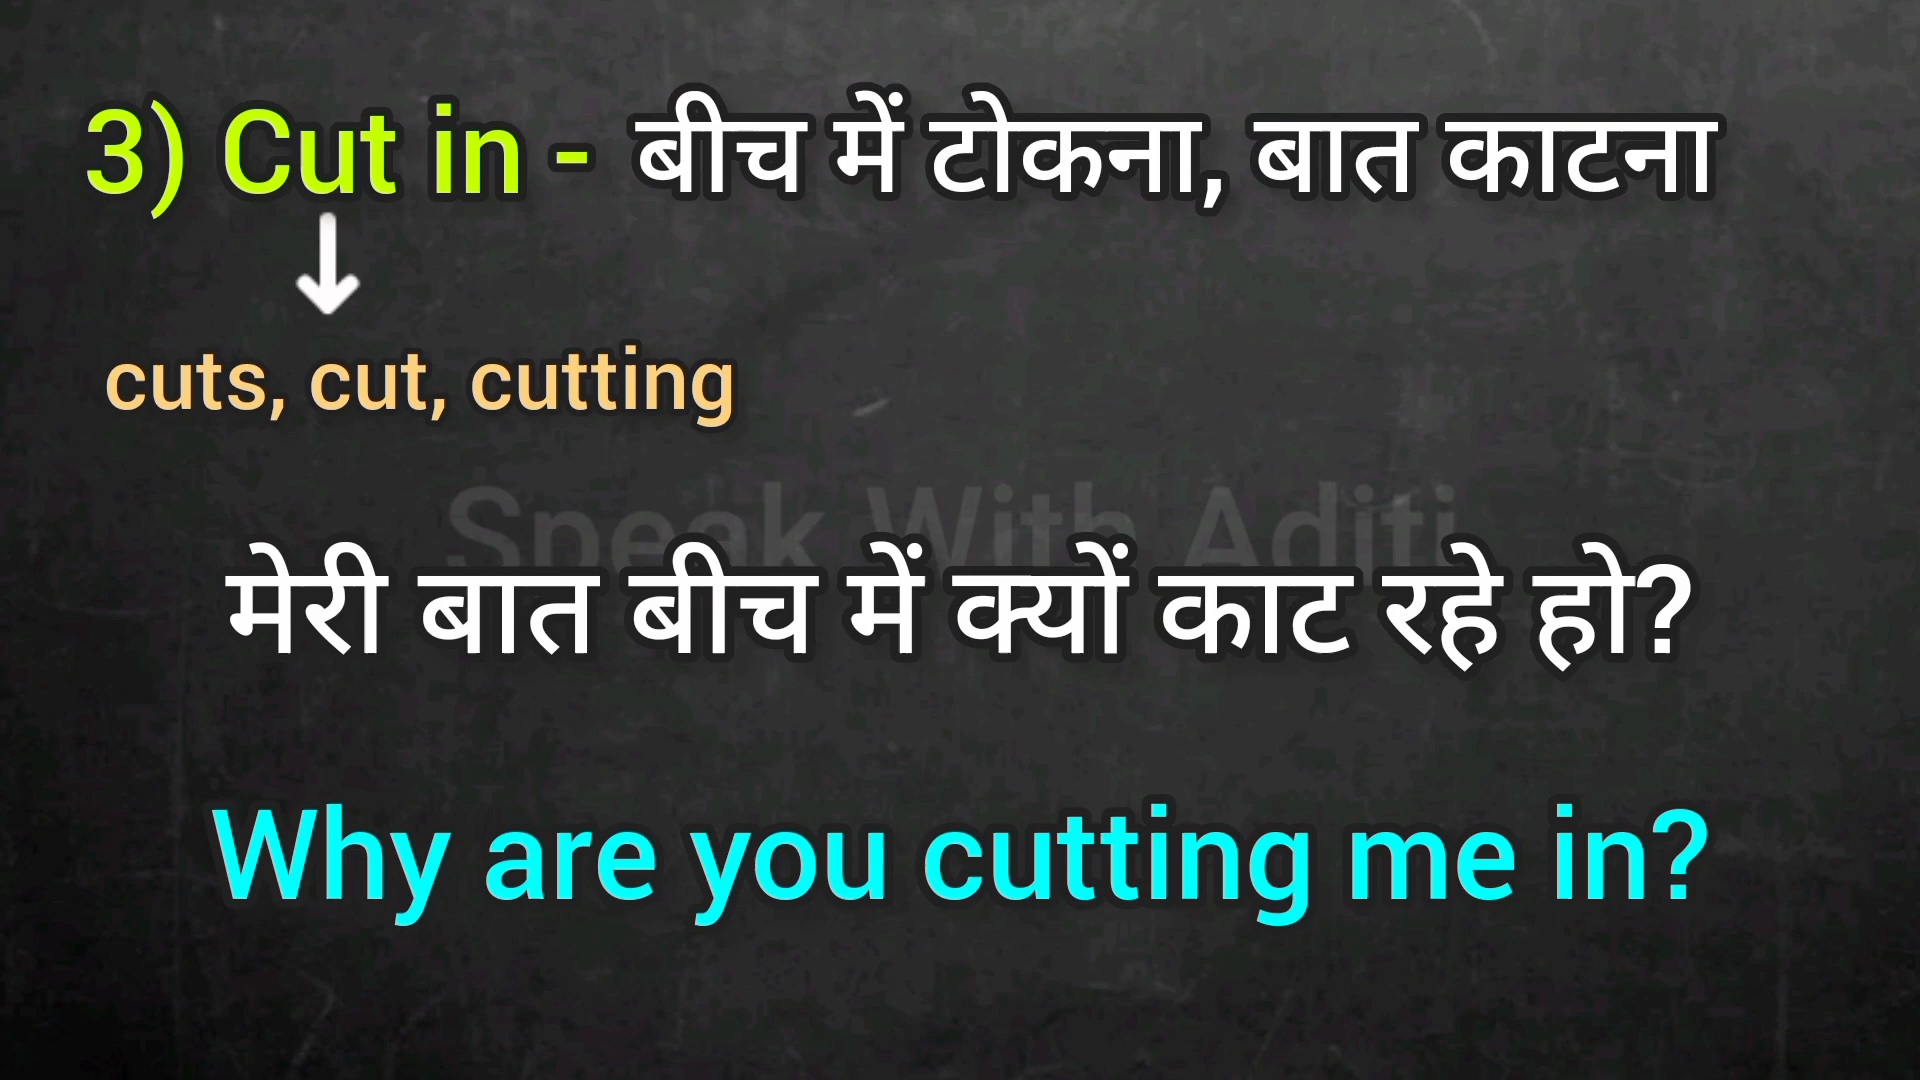 3) Cut in - बीच में टोकना, बात काटना
cuts, cut, cutting
Speak With Aditi
मेरी बात बीच में क्यों काट रहे हो?
Why are you cutting me in?